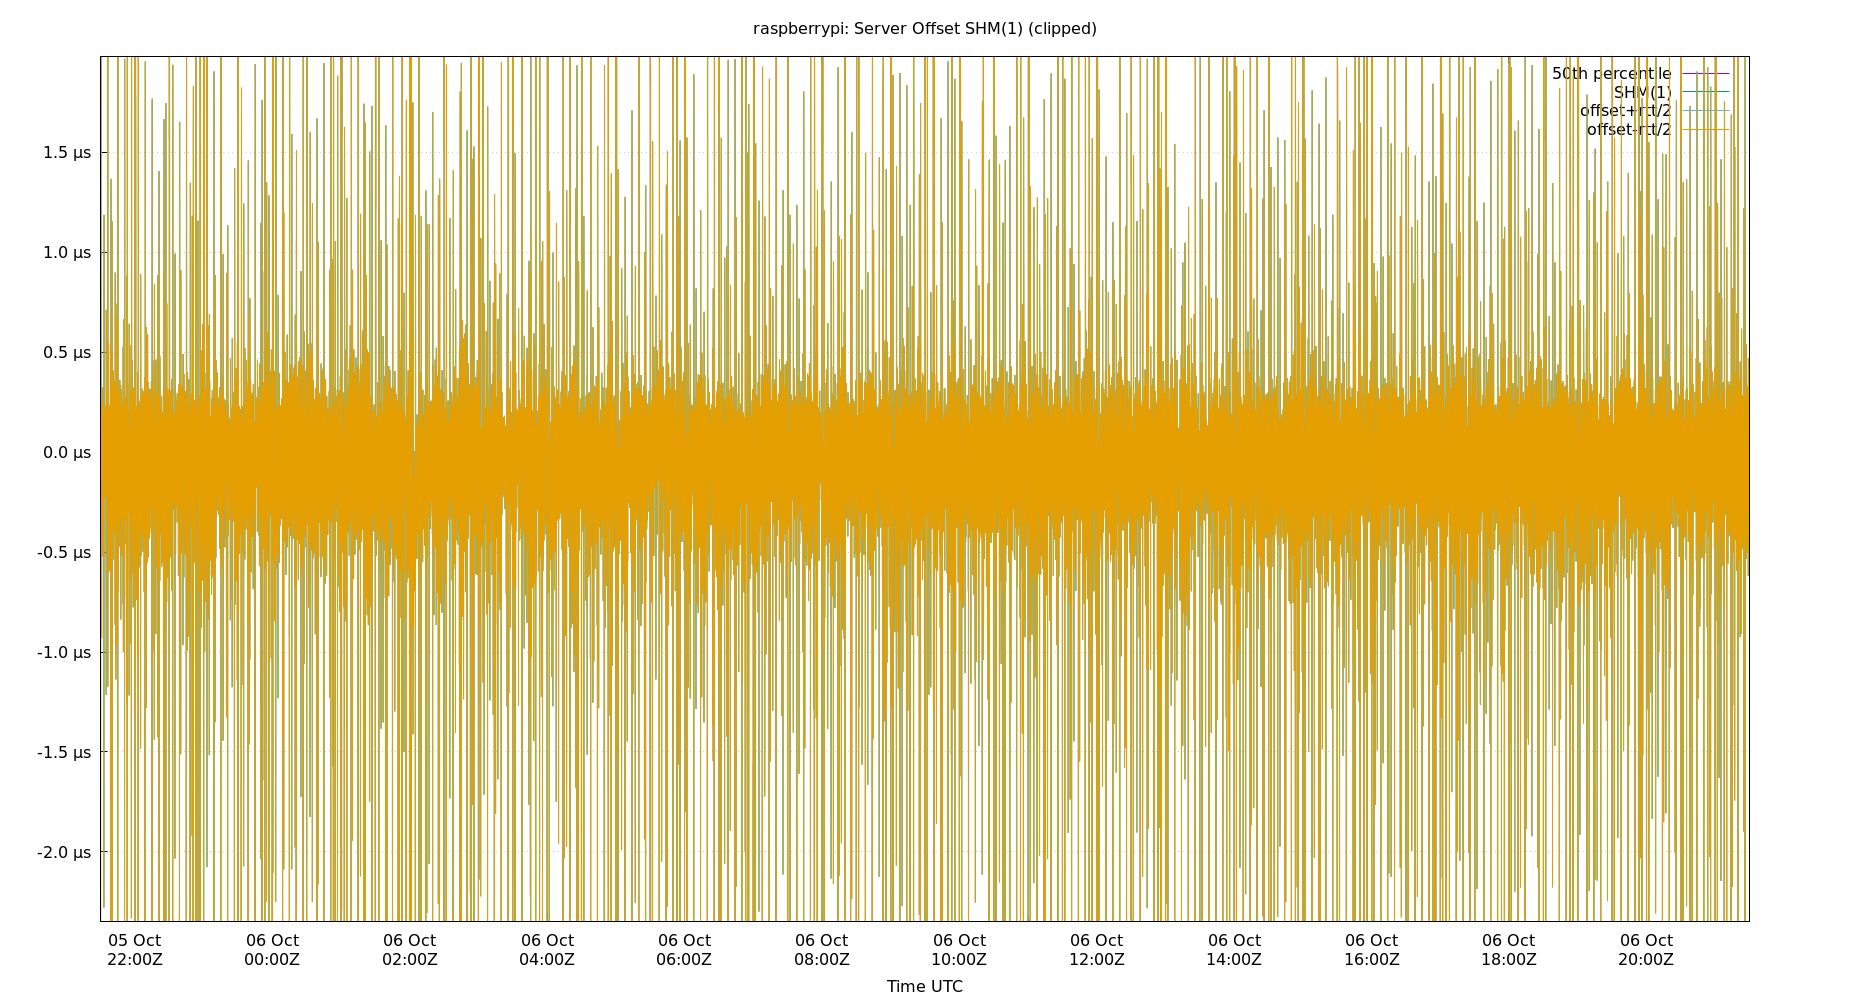 raspberrypi: Server Offset SHM(1) (clipped)
50th percentile
SHM(1)
offset+rtt/2
offset-rtt/2
1.5 µs
1.0 µs
0.5 µs
0.0 µs
-0.5 µs
-1.0 µs
-1.5 µs
-2.0 µs
05 Oct 06 Oct 06 Oct 06 Oct 06 Oct 06 Oct 06 Oct 06 Oct 06 Oct 06 Oct 06 Oct 06 Oct
22:00Z 00:00Z 02:00Z 04:00Z 06:00Z 08:00Z 10:00Z 12:00Z 14:00Z 16:00Z 18:00Z 20:00Z
Time UTC